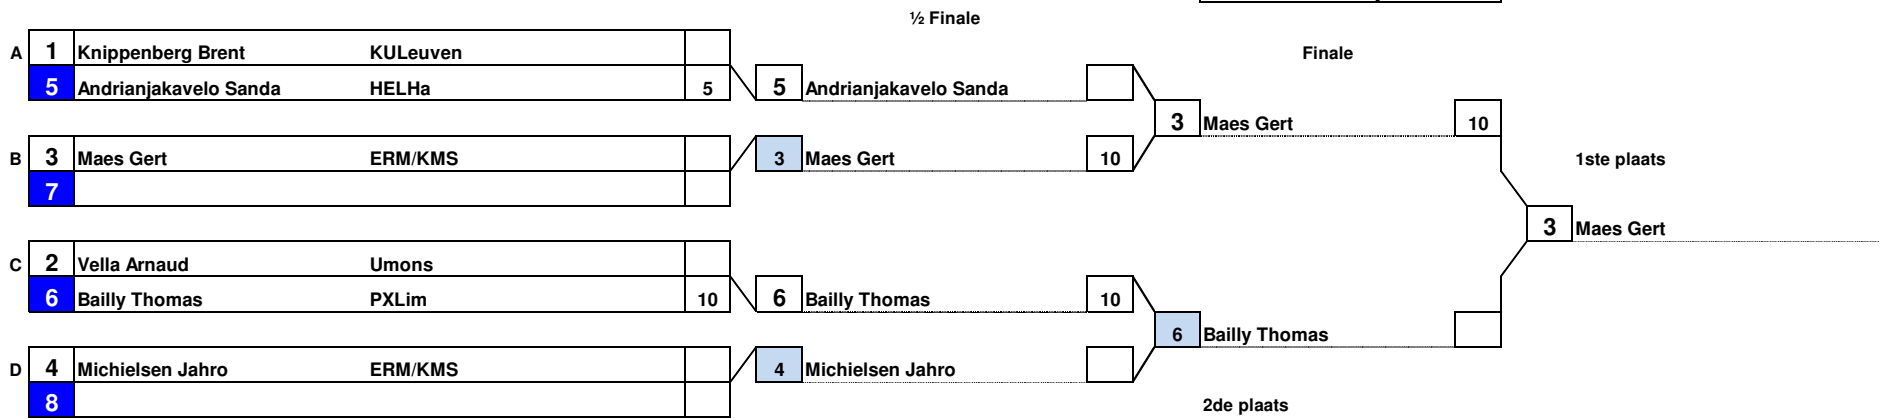 ½ Finale
Finale
A 1 Knippenberg Brent KULeuven
5 Andrianjakavelo Sanda HELHa 5 5 Andrianjakavelo Sanda
3 Maes Gert 10
B 3 Maes Gert ERM/KMS 3 Maes Gert 10 1ste plaats
7
3 Maes Gert
C 2 Vella Arnaud Umons
6 Bailly Thomas PXLim 10 6 Bailly Thomas 10
6 Bailly Thomas
D 4 Michielsen Jahro ERM/KMS 4 Michielsen Jahro
8 2de plaats